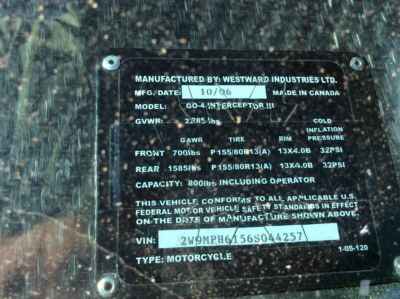 MANUFACTURED BY: WESTWARD INDUSTRIES LTD.
MFG. DATE: 10/06 MADE IN CANADA
MODEL: GO-4 INTERCEPTOR III
GVWR: 2285lbs COLD
GAWR TIRE RIM INFLATION PRESSURE
FRONT 700lbs P155/80R13(A) 13X4.0B 32PSI
REAR 1585lbs P155/80R13(A) 13X4.0B 32PSI
CAPACITY: 800lbs INCLUDING OPERATOR
THIS VEHICLE CONFORMS TO ALL APPLICABLE U.S.
FEDERAL MOTOR VEHICLE SAFETY STANDARDS IN EFFECT
ON THE DATE OF MANUFACTURE SHOWN ABOVE.
VIN: 2W9MPH6156S044257
TYPE: MOTORCYCLE 1-05-120